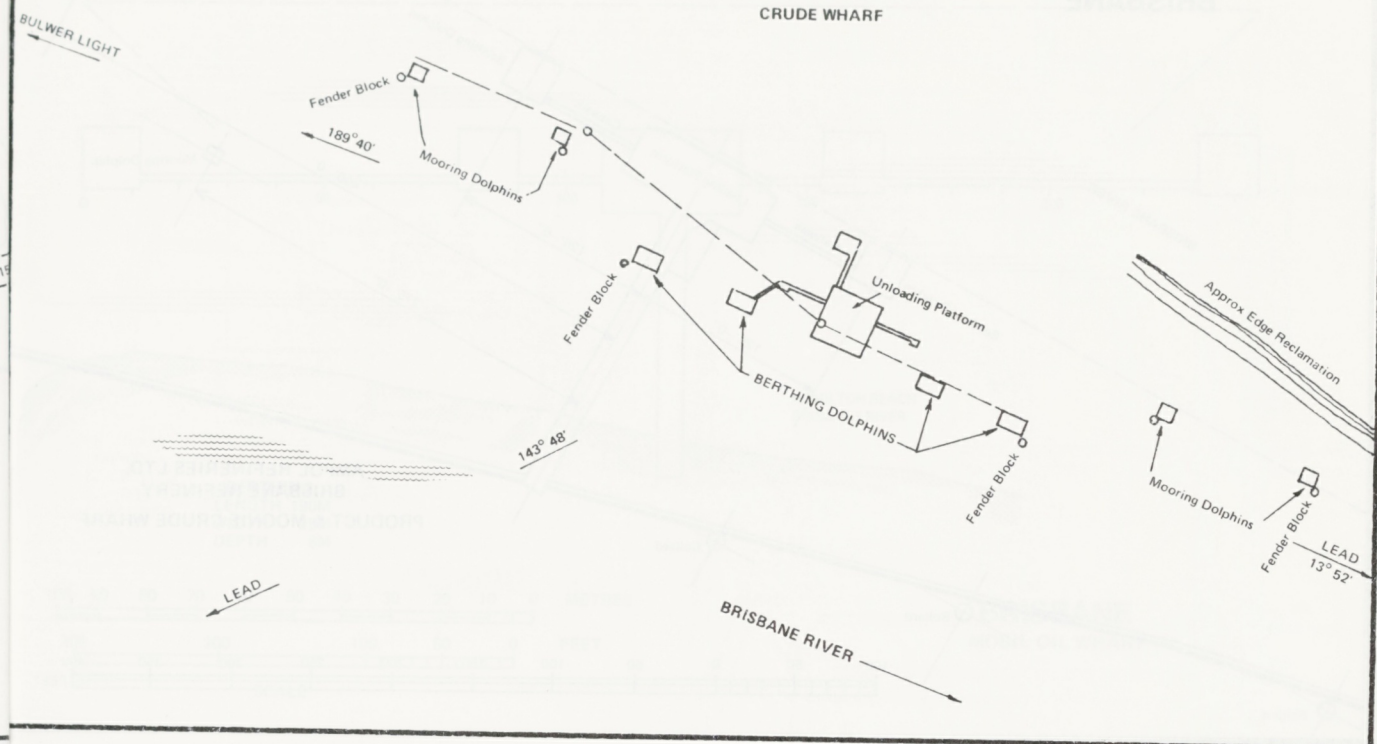 CRUDE WHARF
BULWER LIGHT
Fender Block
189°40'
Mooring Dolphins
Fender Block
Unloading Platform
Approx Edge Reclamation
BERTHING DOLPHINS
143° 48'
Fender Block
Mooring Dolphins
Fender Block
LEAD
13° 52'
LEAD
BRISBANE RIVER